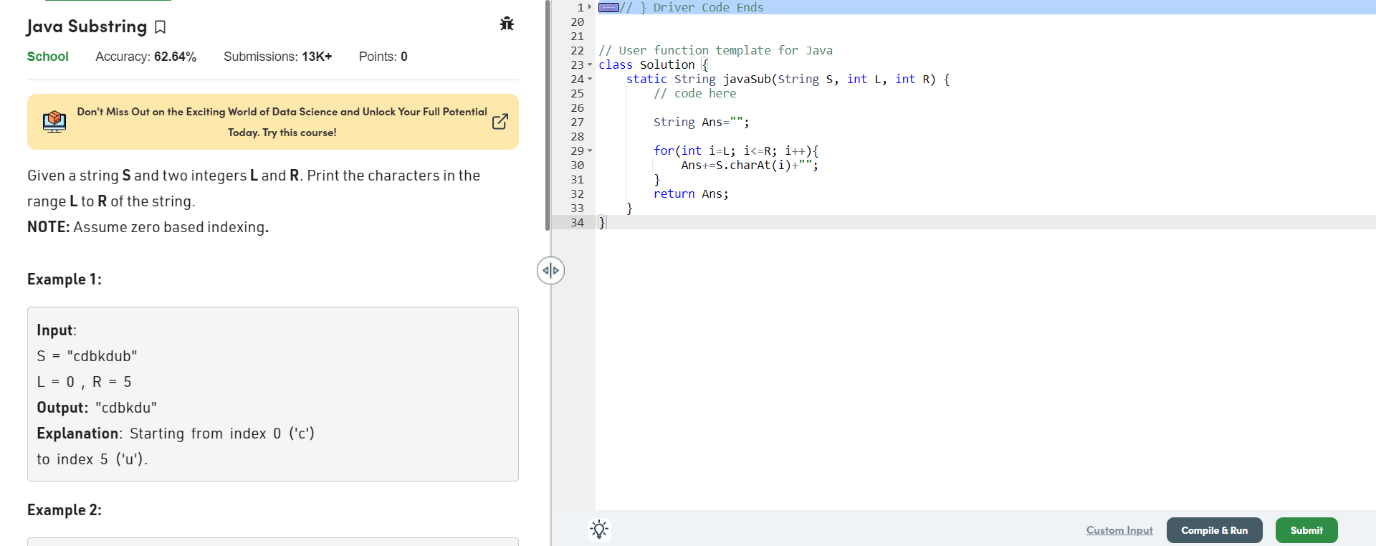 Java Substring
School Accuracy: 62.64% Submissions: 13K+ Points: 0
Don't Miss Out on the Exciting World of Data Science and Unlock Your Full Potential
Today. Try this course!
Given a string S and two integers L and R. Print the characters in the
range L to R of the string.
NOTE: Assume zero based indexing.
Example 1:
Input:
S = "cdbkdub"
L = 0 , R = 5
Output: "cdbkdu"
Explanation: Starting from index 0 ('c')
to index 5 ('u').
Example 2:
1 // } Driver Code Ends
20
21
22 // User function template for Java
23 class Solution {
24 static String javaSub(String S, int L, int R) {
25 // code here
26
27 String Ans="";
28
29 for(int i=L; i<=R; i++){
30 Ans+=S.charAt(i)+"";
31 }
32 return Ans;
33 }
34 }
Custom Input Compile & Run Submit